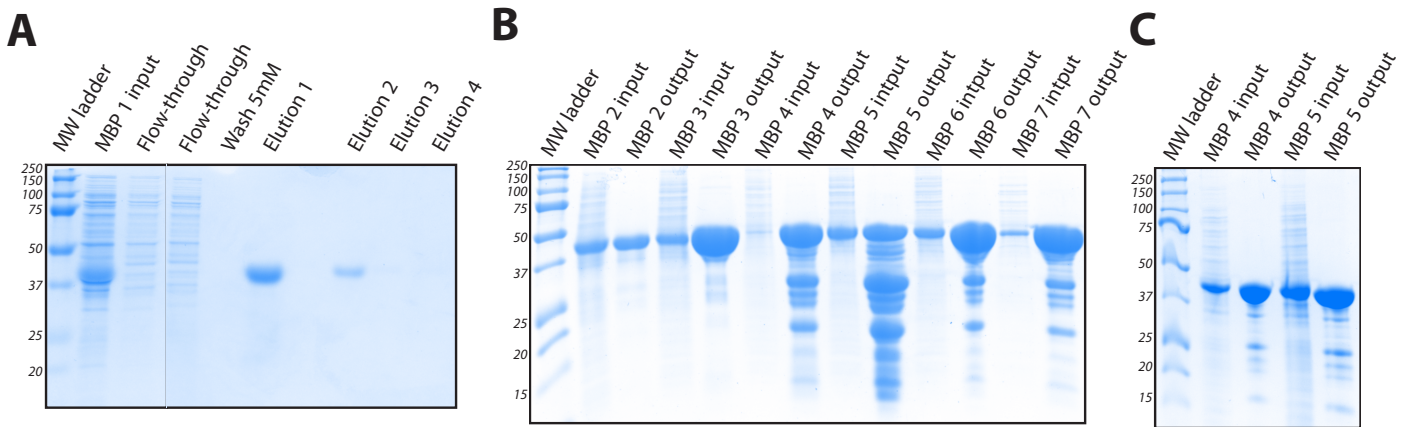 A
MW ladder
MBP 1 input
Flow-through
Flow-through
Wash 5mM
Elution 1
Elution 2
Elution 3
Elution 4
250
150
100
75
50
37
25
20
B
MW ladder
MBP 2 input
MBP 2 output
MBP 3 input
MBP 3 output
MBP 4 input
MBP 4 output
MBP 5 intput
MBP 5 output
MBP 6 intput
MBP 6 output
MBP 7 intput
MBP 7 output
250
150
100
75
50
37
25
20
15
C
MW ladder
MBP 4 input
MBP 4 output
MBP 5 input
MBP 5 output
250
150
100
75
50
37
25
20
15